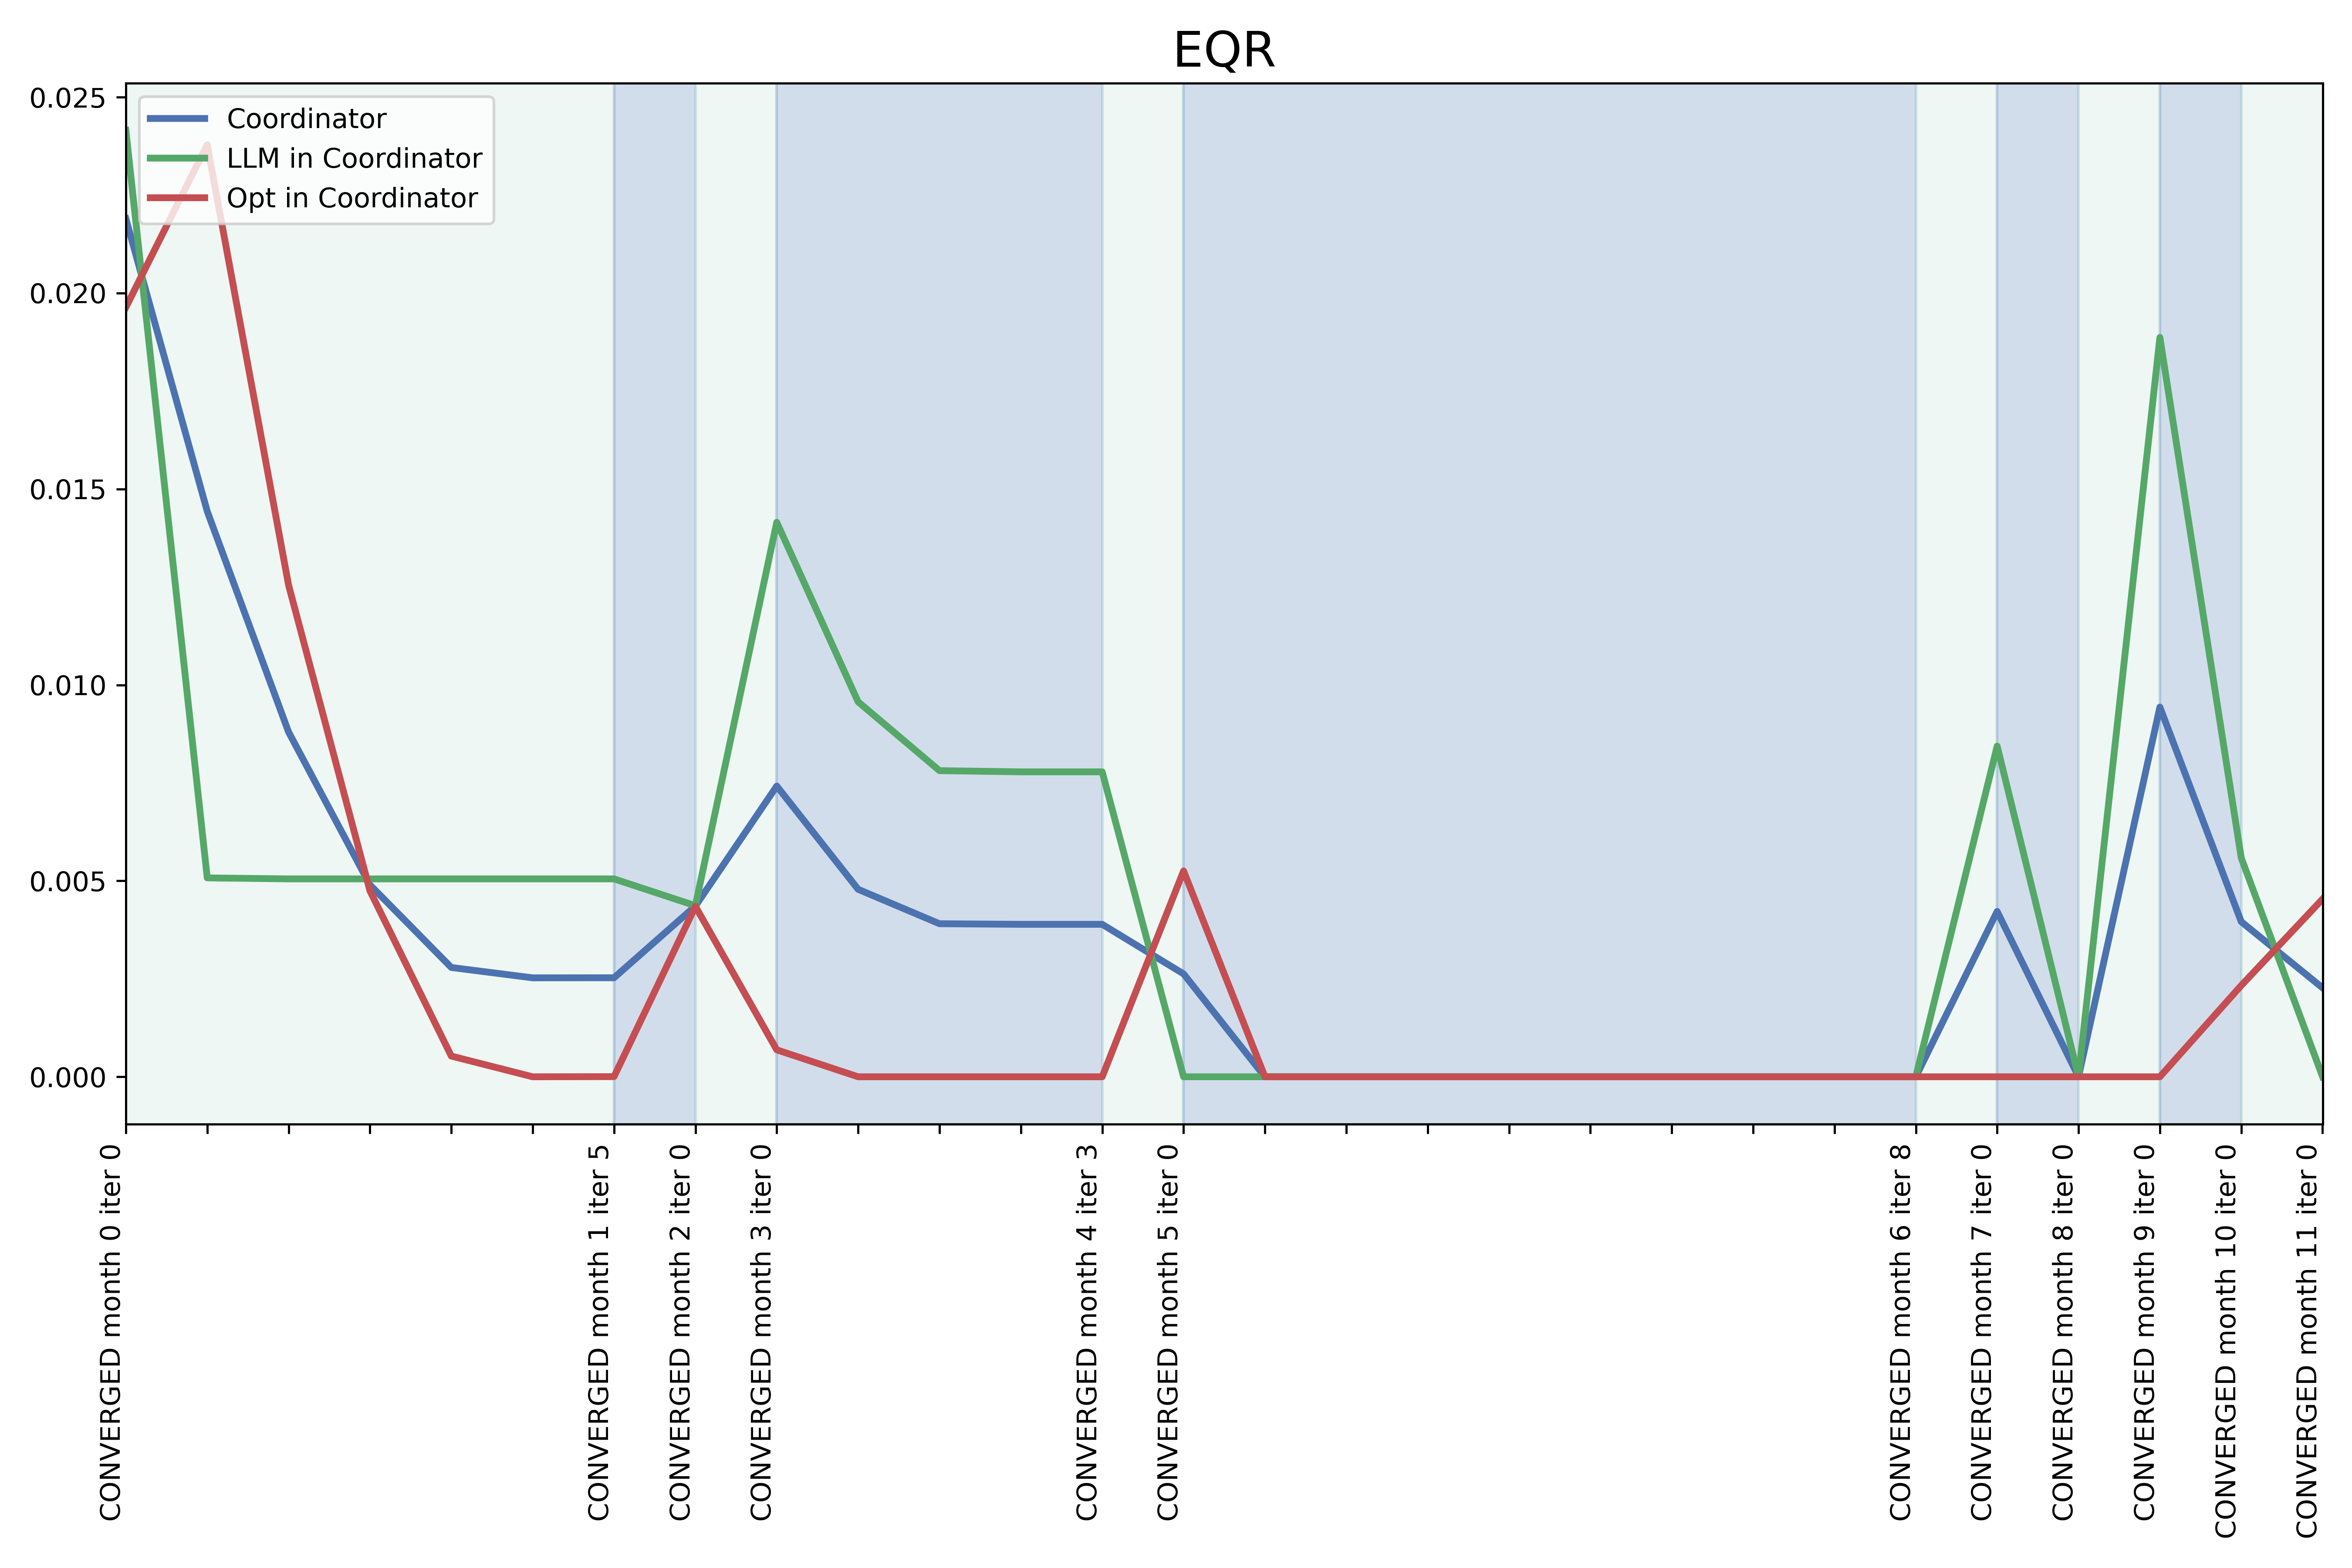 EQR
Coordinator
LLM in Coordinator
Opt in Coordinator
0.025
0.020
0.015
0.010
0.005
0.000
CONVERGED month 0 iter 0
CONVERGED month 1 iter 5
CONVERGED month 2 iter 0
CONVERGED month 3 iter 0
CONVERGED month 4 iter 3
CONVERGED month 5 iter 0
CONVERGED month 6 iter 8
CONVERGED month 7 iter 0
CONVERGED month 8 iter 0
CONVERGED month 9 iter 0
CONVERGED month 10 iter 0
CONVERGED month 11 iter 0